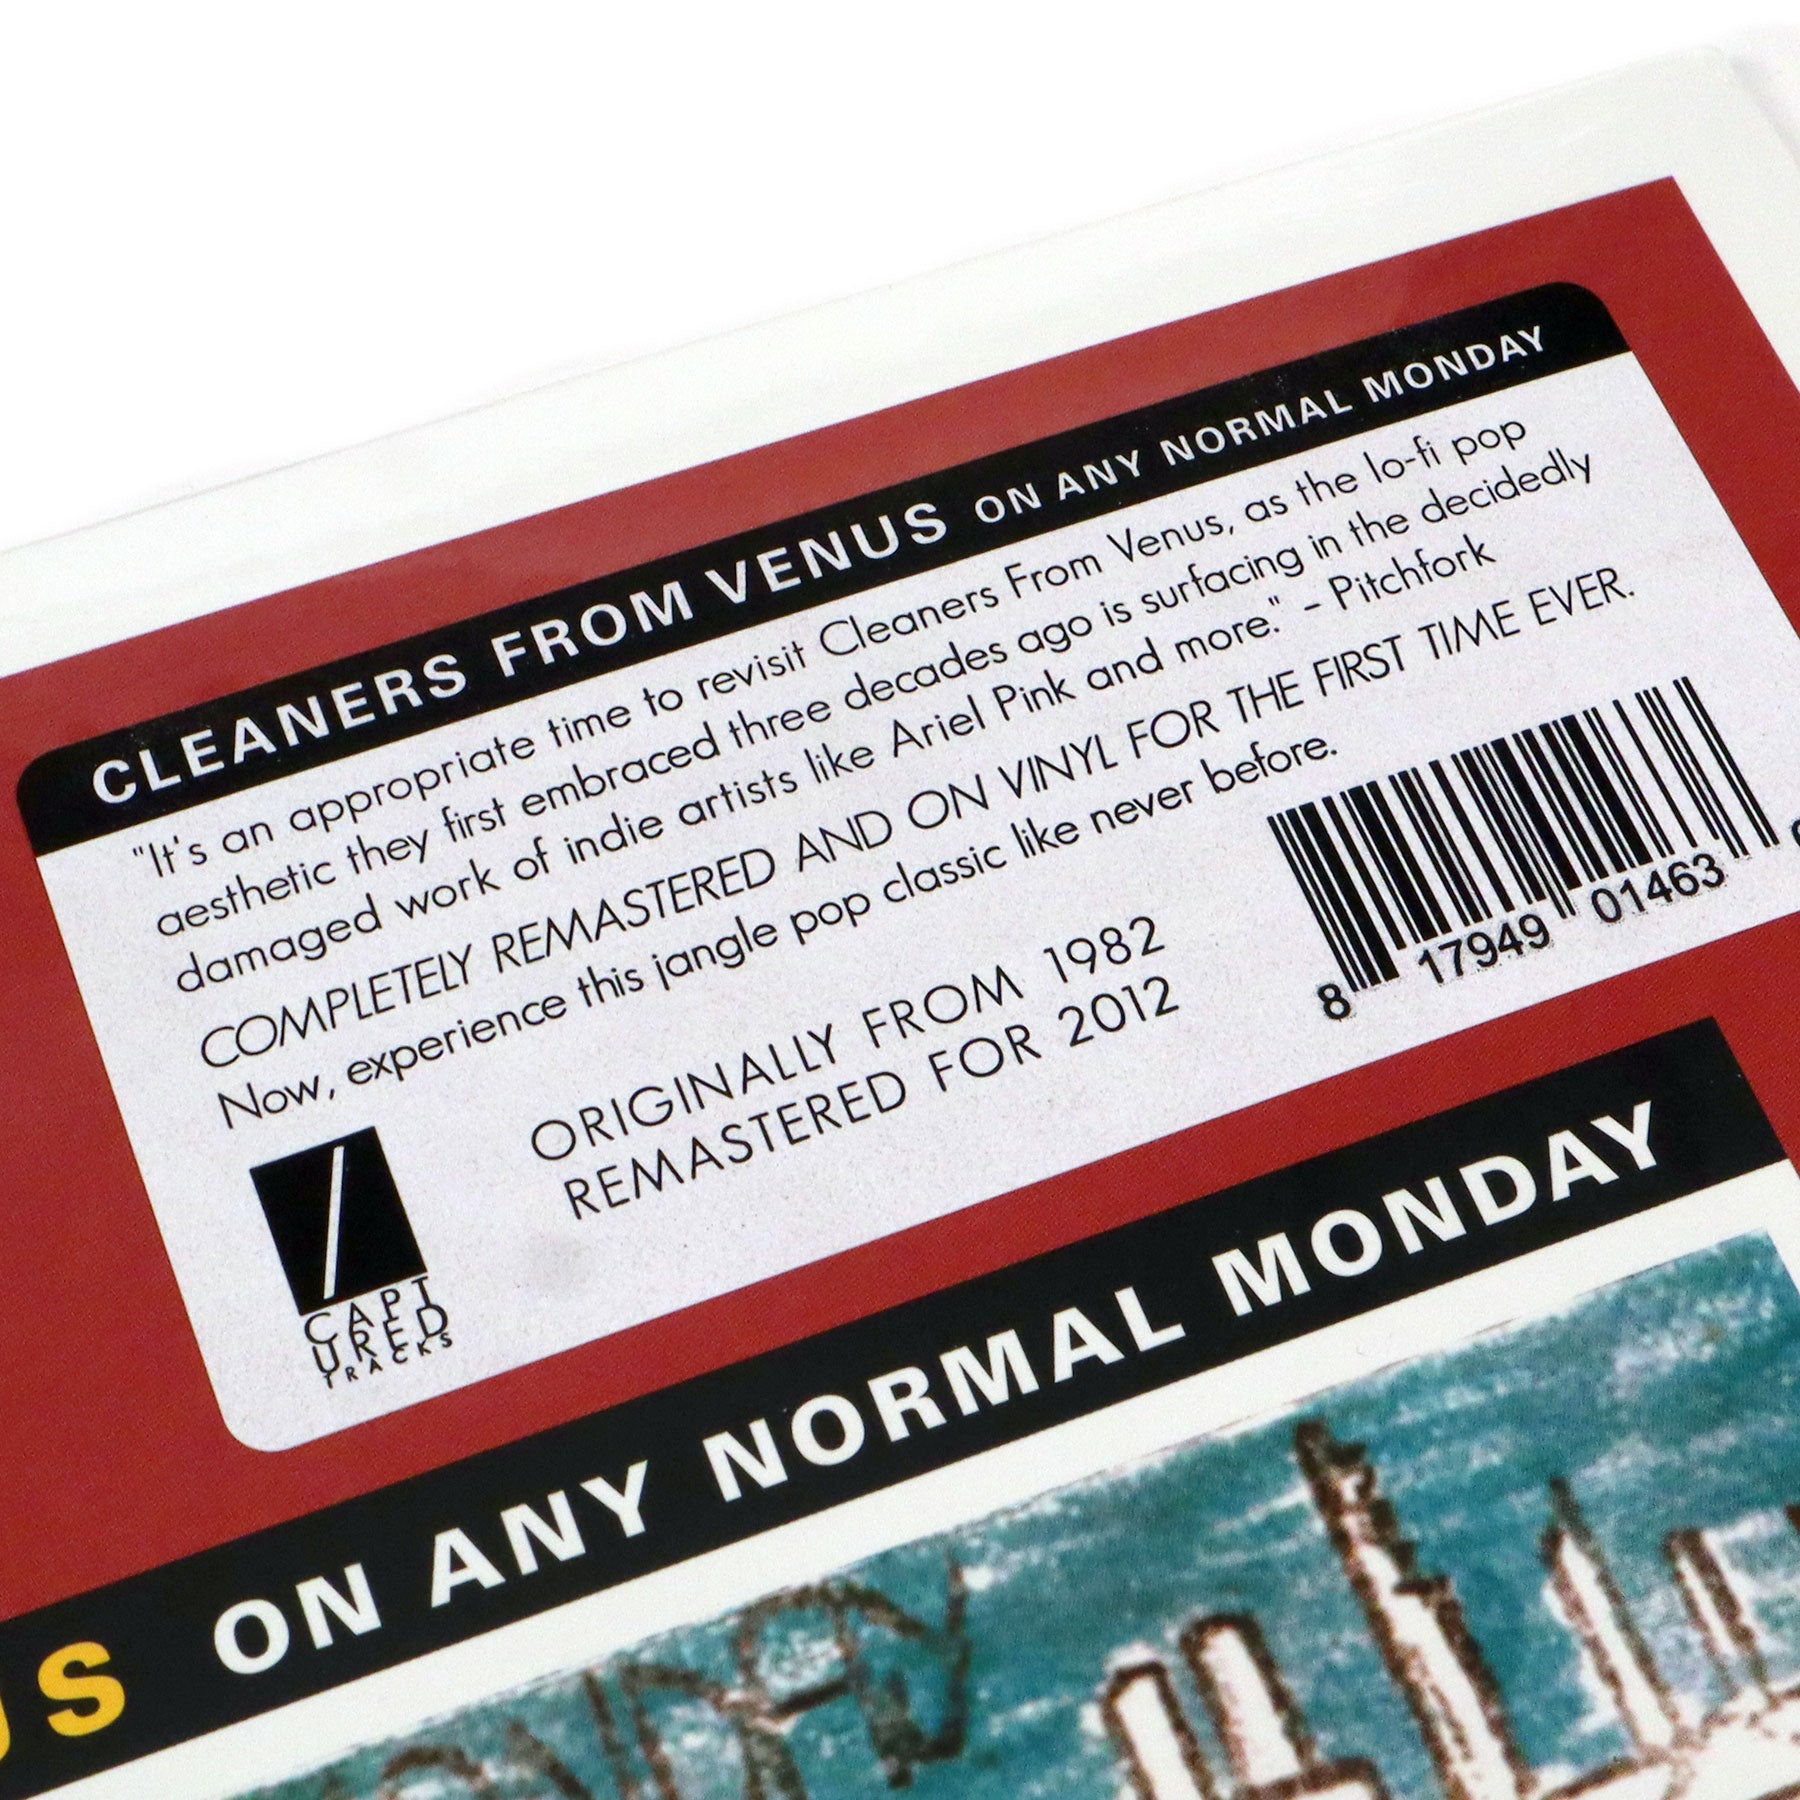 CLEANERS FROM VENUS ON ANY NORMAL MONDAY
"It's an appropriate time to revisit Cleaners From Venus, as the lo-fi pop
aesthetic they first embraced three decades ago is surfacing in the decidedly
damaged work of indie artists like Ariel Pink and more." - Pitchfork
COMPLETELY REMASTERED AND ON VINYL FOR THE FIRST TIME EVER.
Now, experience this jangle pop classic like never before.
ORIGINALLY FROM 1982
REMASTERED FOR 2012
8 17949 01463
CAPT
URED
TRACKS
US ON ANY NORMAL MONDAY